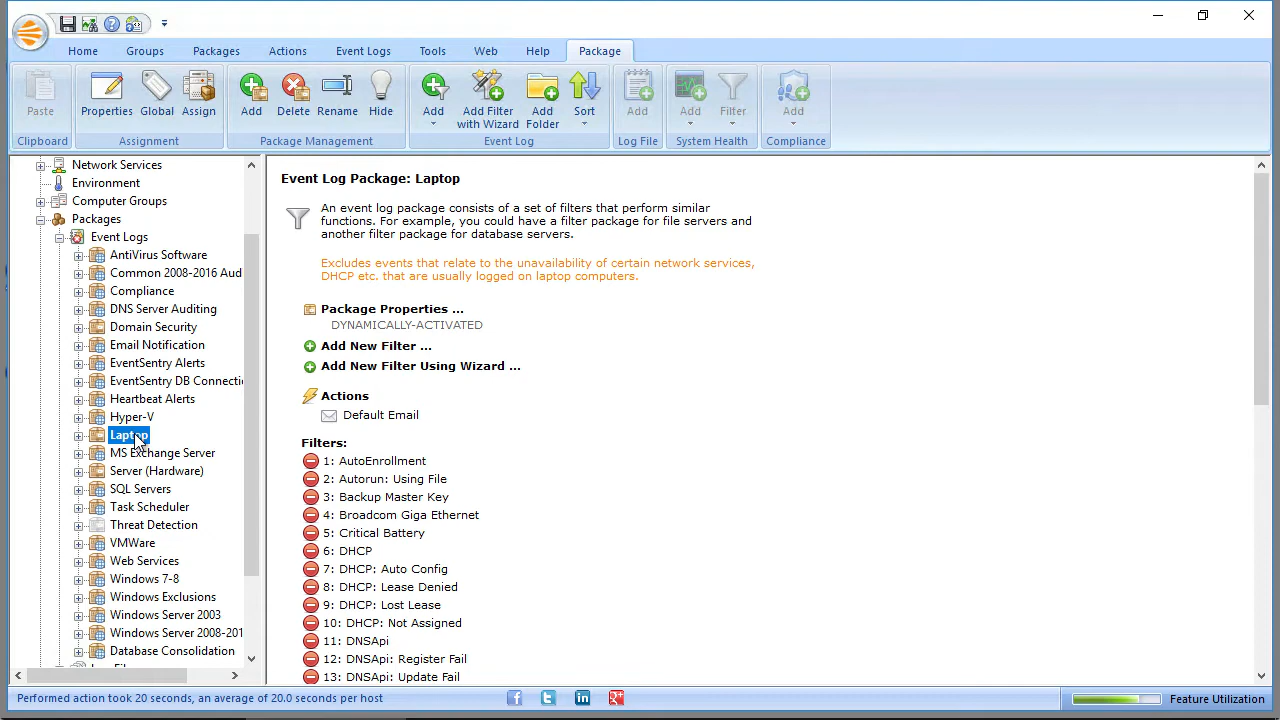 Home Groups Packages Actions Event Logs Tools Web Help Package
Paste
Clipboard
Properties Global Assign
Assignment
Add Delete Rename Hide
Package Management
Add Add Filter with Wizard Add Folder Sort
Event Log
Add
Log File
Add Filter
System Health
Add
Compliance
Network Services
Environment
Computer Groups
Packages
Event Logs
AntiVirus Software
Common 2008-2016 Aud
Compliance
DNS Server Auditing
Domain Security
Email Notification
EventSentry Alerts
EventSentry DB Connecti
Heartbeat Alerts
Hyper-V
Laptop
MS Exchange Server
Server (Hardware)
SQL Servers
Task Scheduler
Threat Detection
VMWare
Web Services
Windows 7-8
Windows Exclusions
Windows Server 2003
Windows Server 2008-201
Database Consolidation
Event Log Package: Laptop
An event log package consists of a set of filters that perform similar
functions. For example, you could have a filter package for file servers and
another filter package for database servers.
Excludes events that relate to the unavailability of certain network services,
DHCP etc. that are usually logged on laptop computers.
Package Properties ...
DYNAMICALLY-ACTIVATED
Add New Filter ...
Add New Filter Using Wizard ...
Actions
Default Email
Filters:
1: AutoEnrollment
2: Autorun: Using File
3: Backup Master Key
4: Broadcom Giga Ethernet
5: Critical Battery
6: DHCP
7: DHCP: Auto Config
8: DHCP: Lease Denied
9: DHCP: Lost Lease
10: DHCP: Not Assigned
11: DNSApi
12: DNSApi: Register Fail
13: DNSApi: Update Fail
Performed action took 20 seconds, an average of 20.0 seconds per host
Feature Utilization